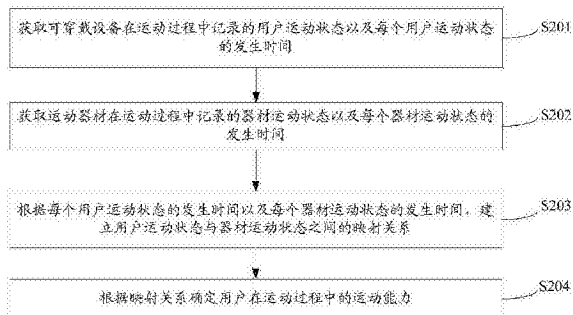 获取可穿戴设备在运动过程中记录的用户运动状态以及每个用户运动状态
的发生时间
S201
获取运动器材在运动过程中记录的器材运动状态以及每个器材运动状态的
发生时间
S202
根据每个用户运动状态的发生时间以及每个器材运动状态的发生时间，建
立用户运动状态与器材运动状态之间的映射关系
S203
根据映射关系确定用户在运动过程中的运动能力
S204